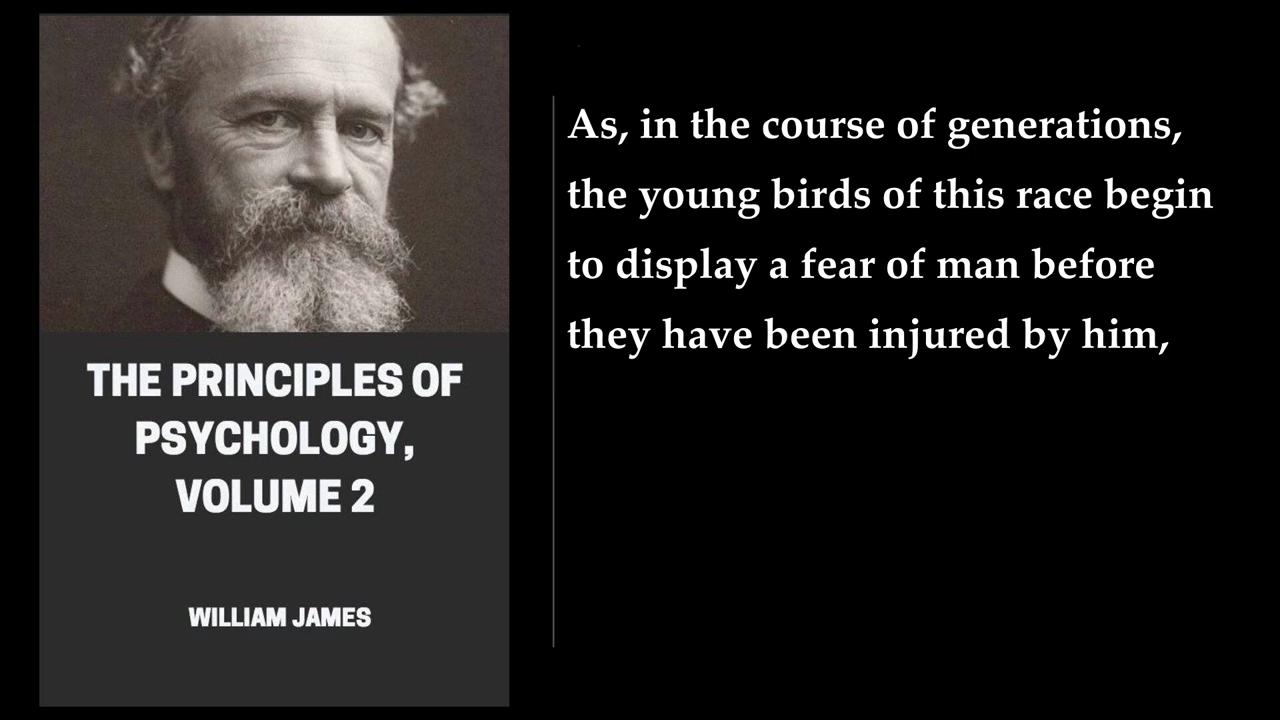 THE PRINCIPLES OF
PSYCHOLOGY,
VOLUME 2
WILLIAM JAMES
As, in the course of generations,
the young birds of this race begin
to display a fear of man before
they have been injured by him,